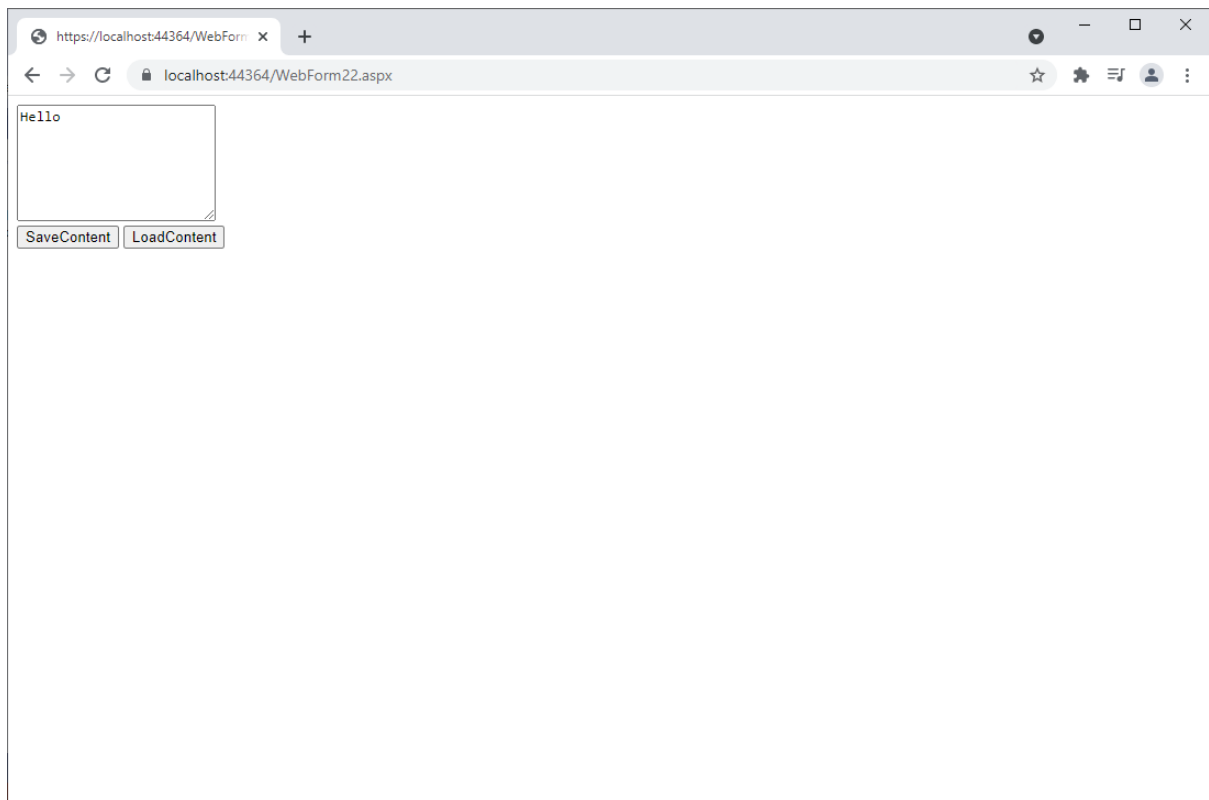 https://localhost:44364/WebForm
localhost:44364/WebForm22.aspx
Hello
SaveContent LoadContent